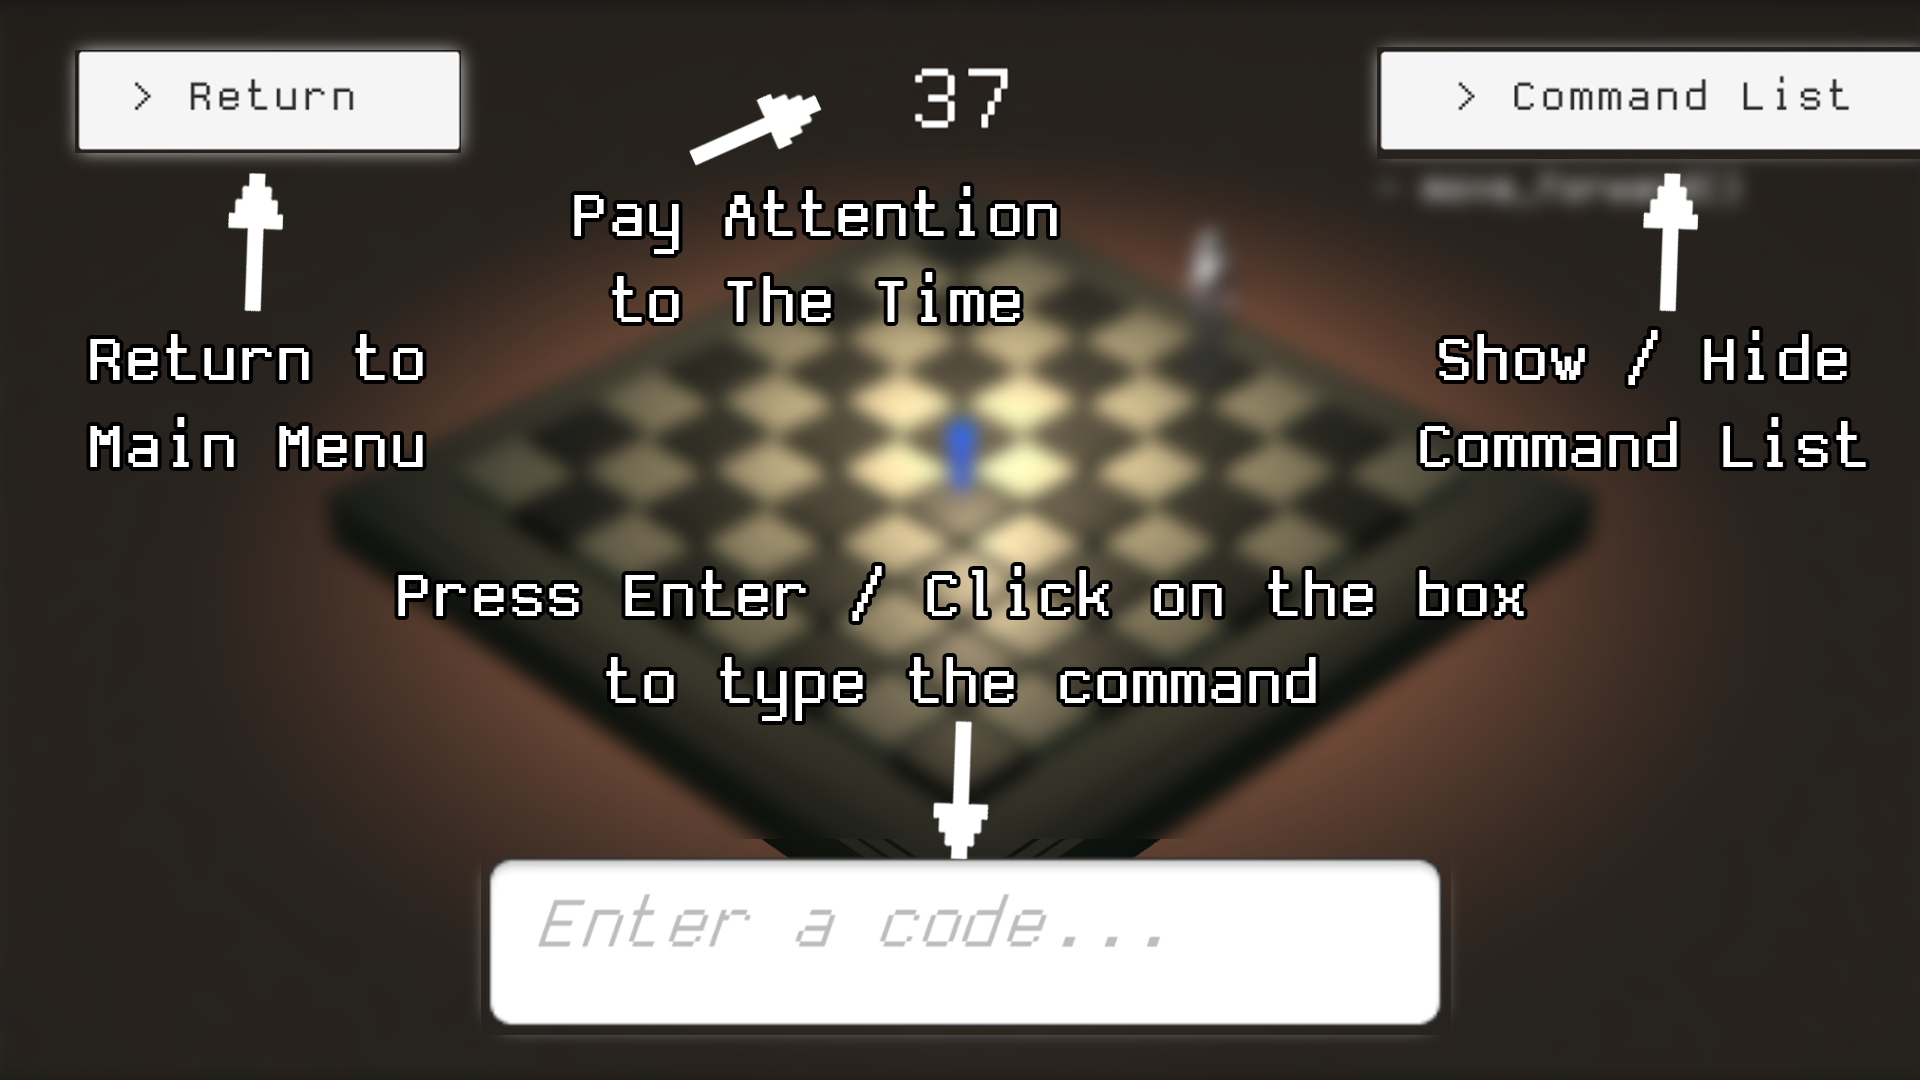 > Return
37
> Command List
- move_forward()
Pay Attention
to The Time
Return to
Main Menu
Show / Hide
Command List
Press Enter / Click on the box
to type the command
Enter a code...